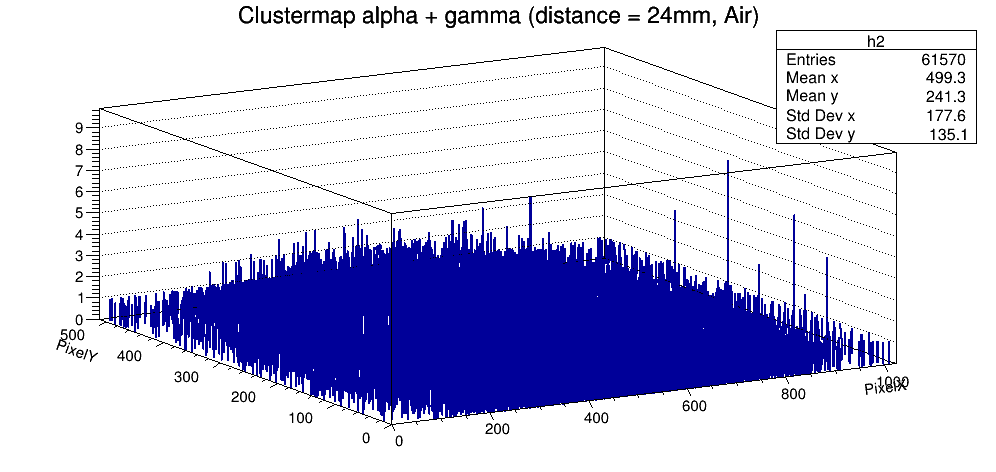 Clustermap alpha + gamma (distance = 24mm, Air)
h2
Entries 61570
Mean x 499.3
Mean y 241.3
Std Dev x 177.6
Std Dev y 135.1
9
8
7
6
5
4
3
2
1
0
500
PixelY
400
300
200
100
0
0
200
400
600
800
1000
PixelX